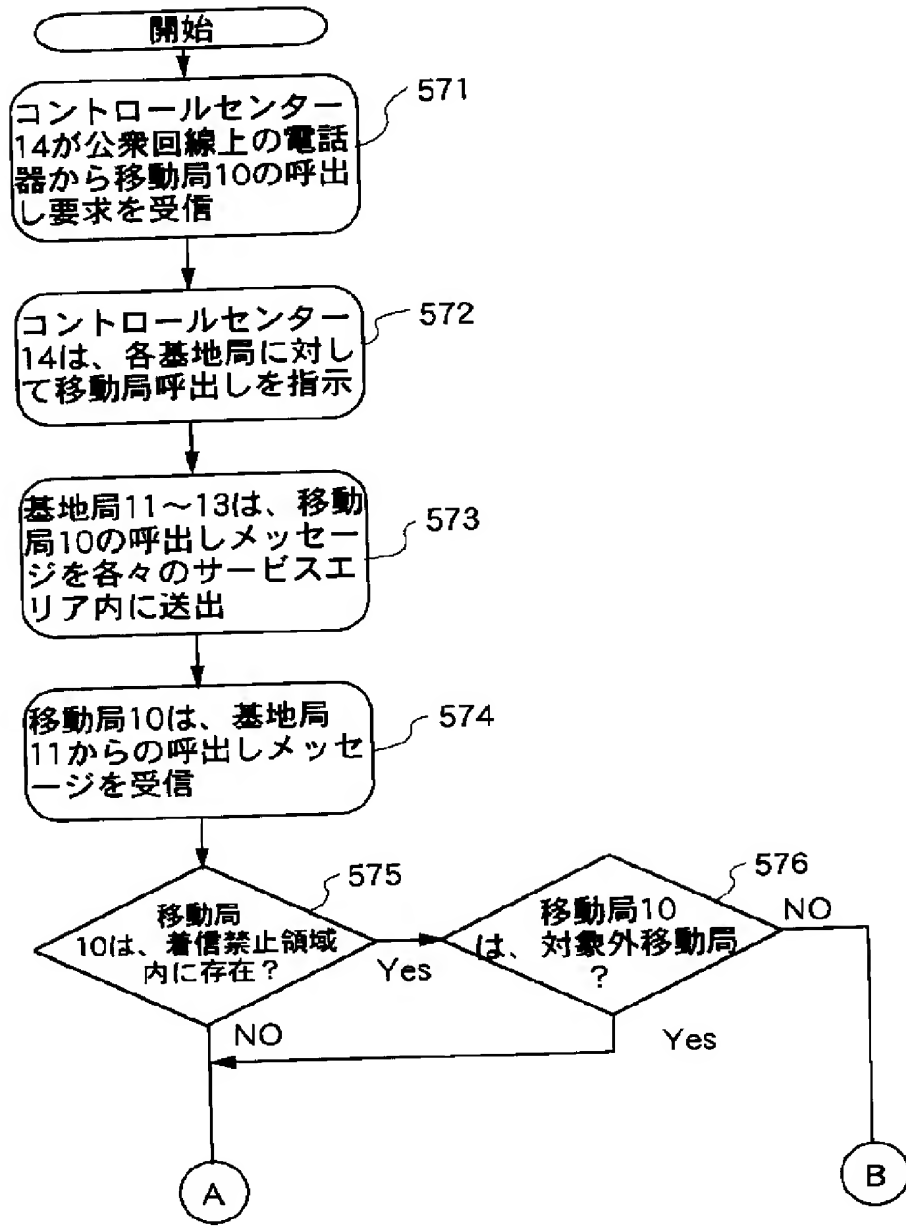 開始
571
コントロールセンター
14が公衆回線上の電話
器から移動局10の呼出
し要求を受信
572
コントロールセンター
14は、各基地局に対し
て移動局呼出しを指示
573
基地局11～13は、移動
局10の呼出しメッセー
ジを各々のサービスエ
リア内に送出
574
移動局10は、基地局
11からの呼出しメッセ
ージを受信
575
移動局
10は、着信禁止領域
内に存在？
Yes
NO
576
移動局10
は、対象外移動局
？
NO
Yes
A
B